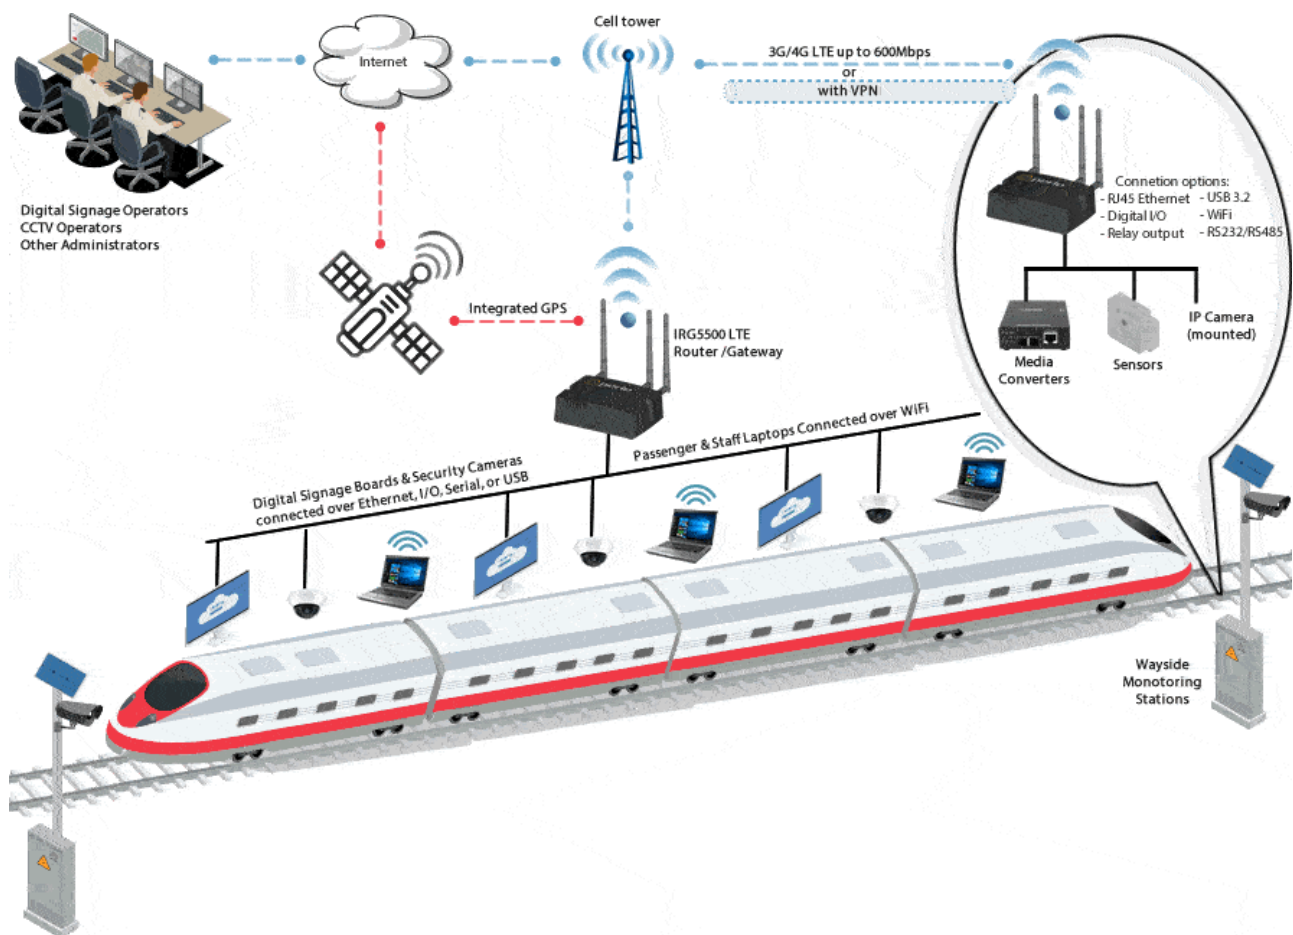 Cell tower
Internet
3G/4G LTE up to 600Mbps
or
with VPN
Digital Signage Operators
CCTV Operators
Other Administrators
Connetion options:
- RJ45 Ethernet - USB 3.2
- Digital I/O - WiFi
- Relay output - RS232/RS485
Integrated GPS
IRG5500 LTE
Router /Gateway
IP Camera
(mounted)
Media
Converters
Sensors
Passenger & Staff Laptops Connected over WiFi
Digital Signage Boards & Security Cameras
connected over Ethernet, I/O, Serial, or USB
Wayside
Monotoring
Stations